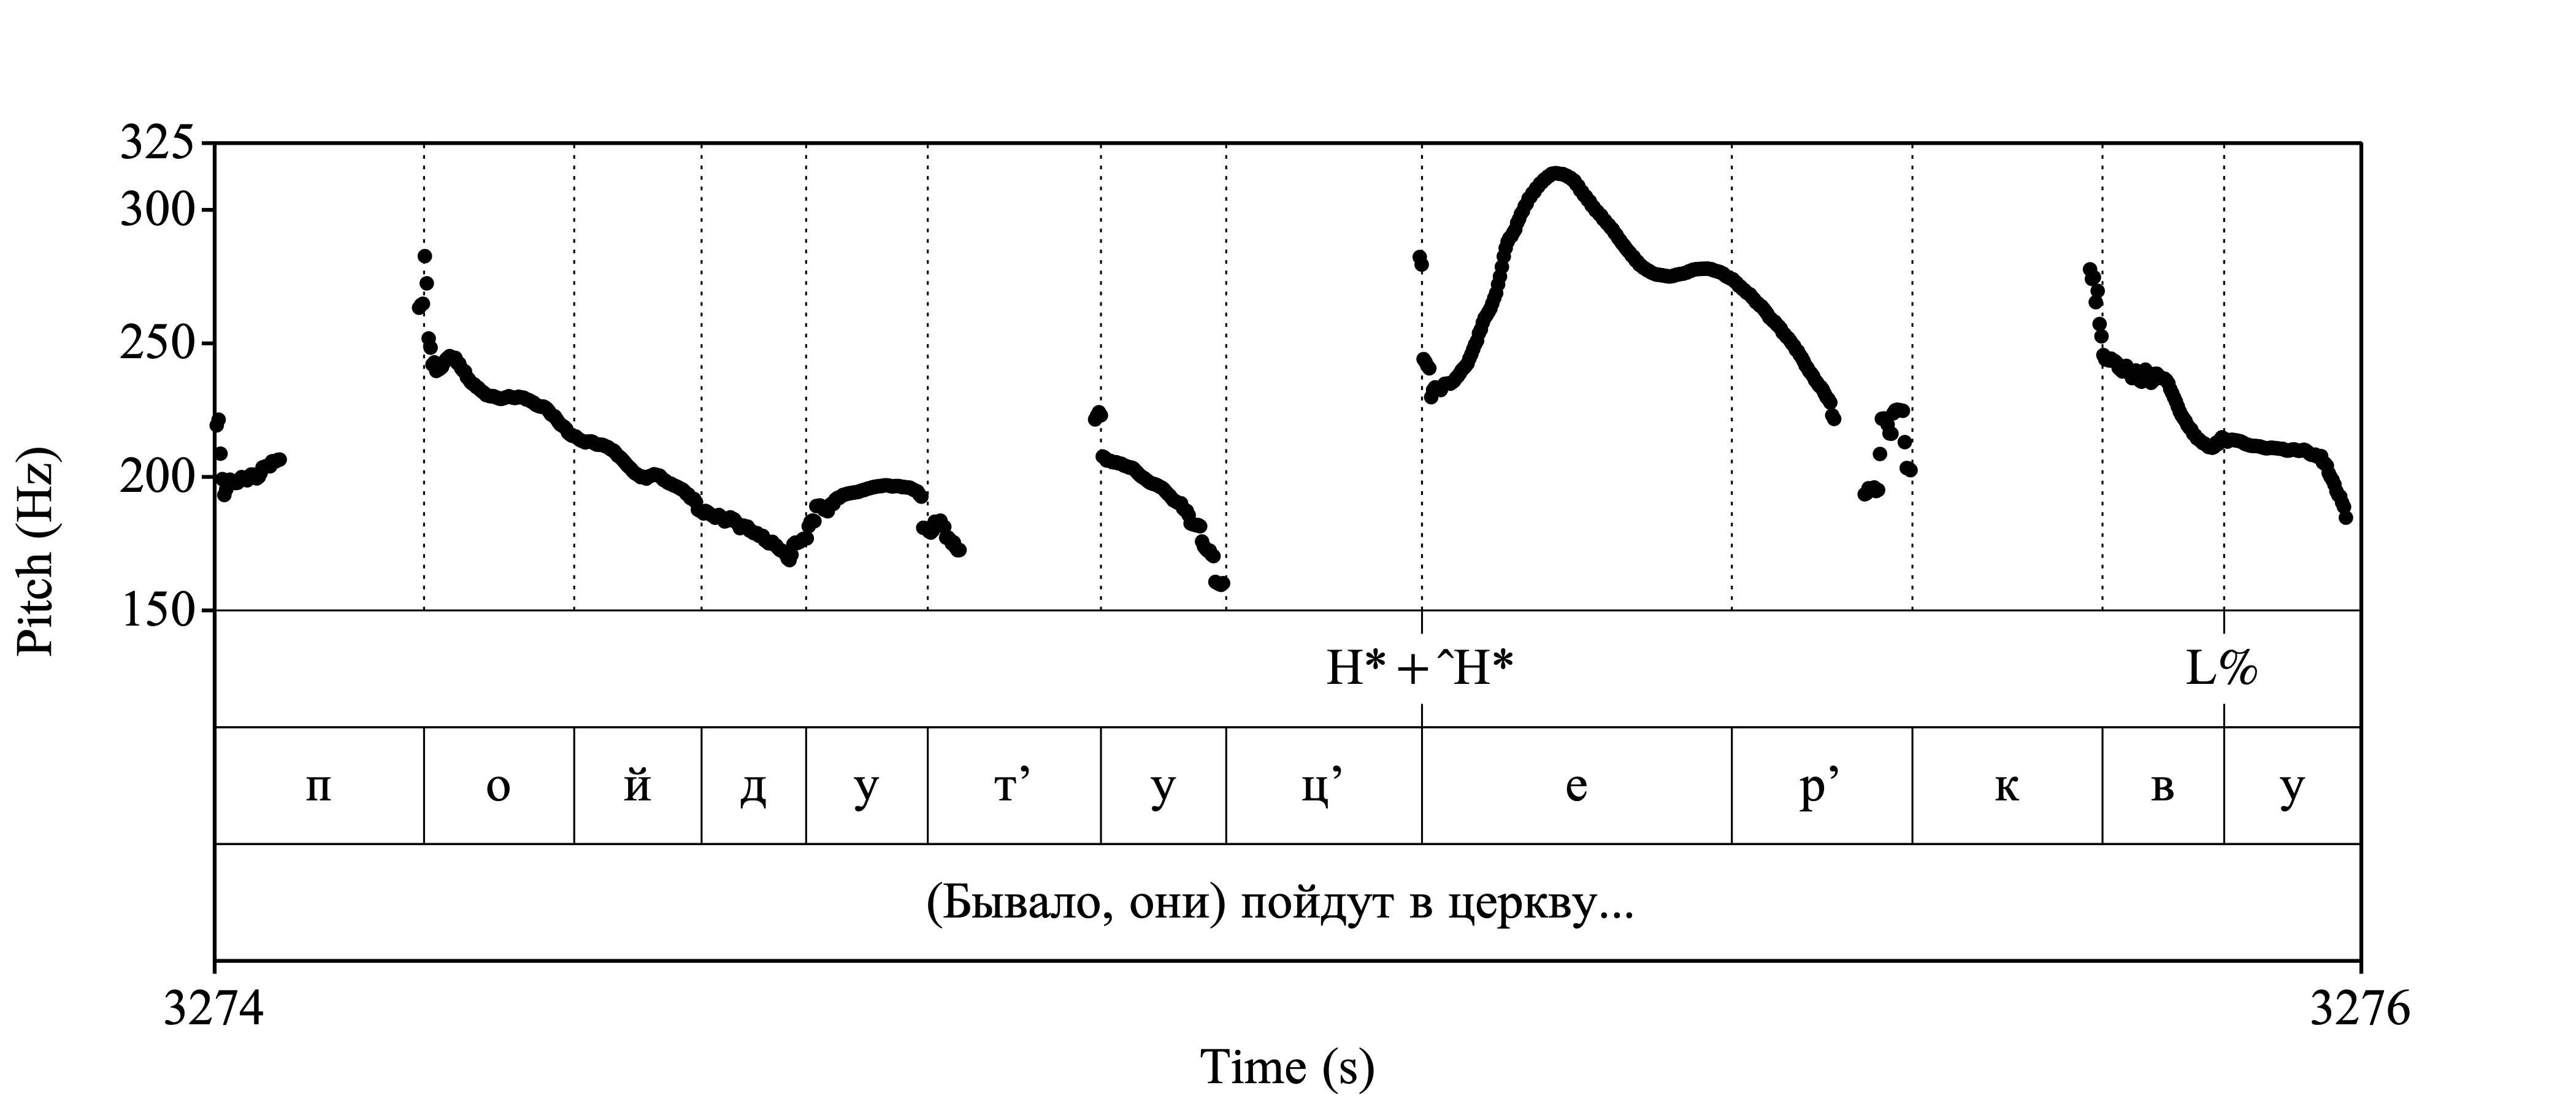 325
300
250
200
150
Pitch (Hz)
H* + ˆH* L%
п о й д у т’ у ц’ е р’ к в у
(Бывало, они) пойдут в церкву...
3274 3276
Time (s)